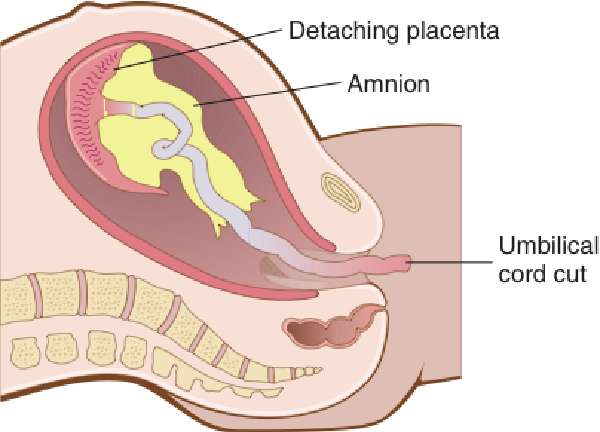 Detaching placenta
Amnion
Umbilical
cord cut